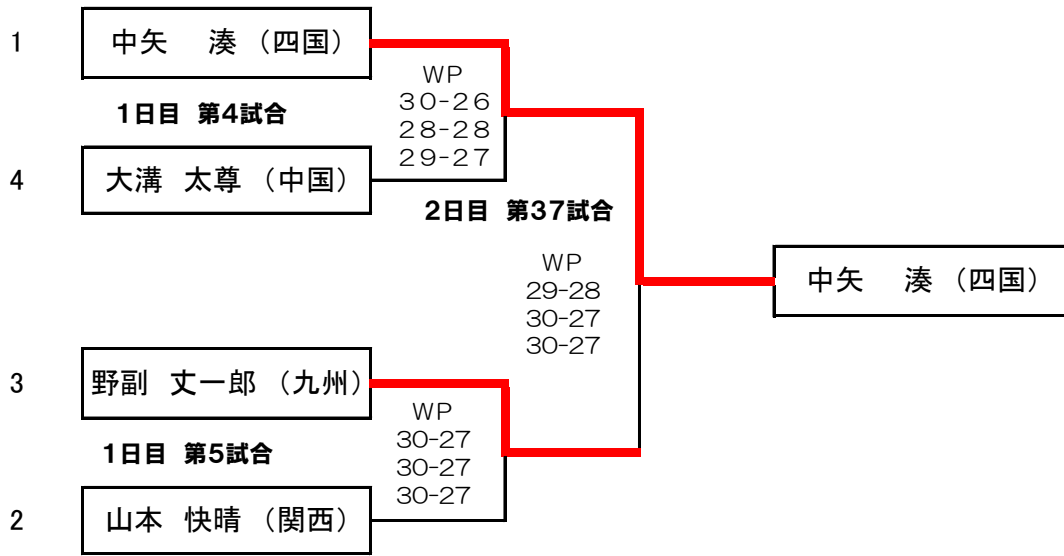 1 中矢　湊（四国）
1日目 第4試合
WP
30-26
28-28
29-27
4 大溝 太尊（中国）
2日目 第37試合
WP
29-28
30-27
30-27
中矢　湊（四国）
3 野副 丈一郎（九州）
1日目 第5試合
WP
30-27
30-27
30-27
2 山本 快晴（関西）